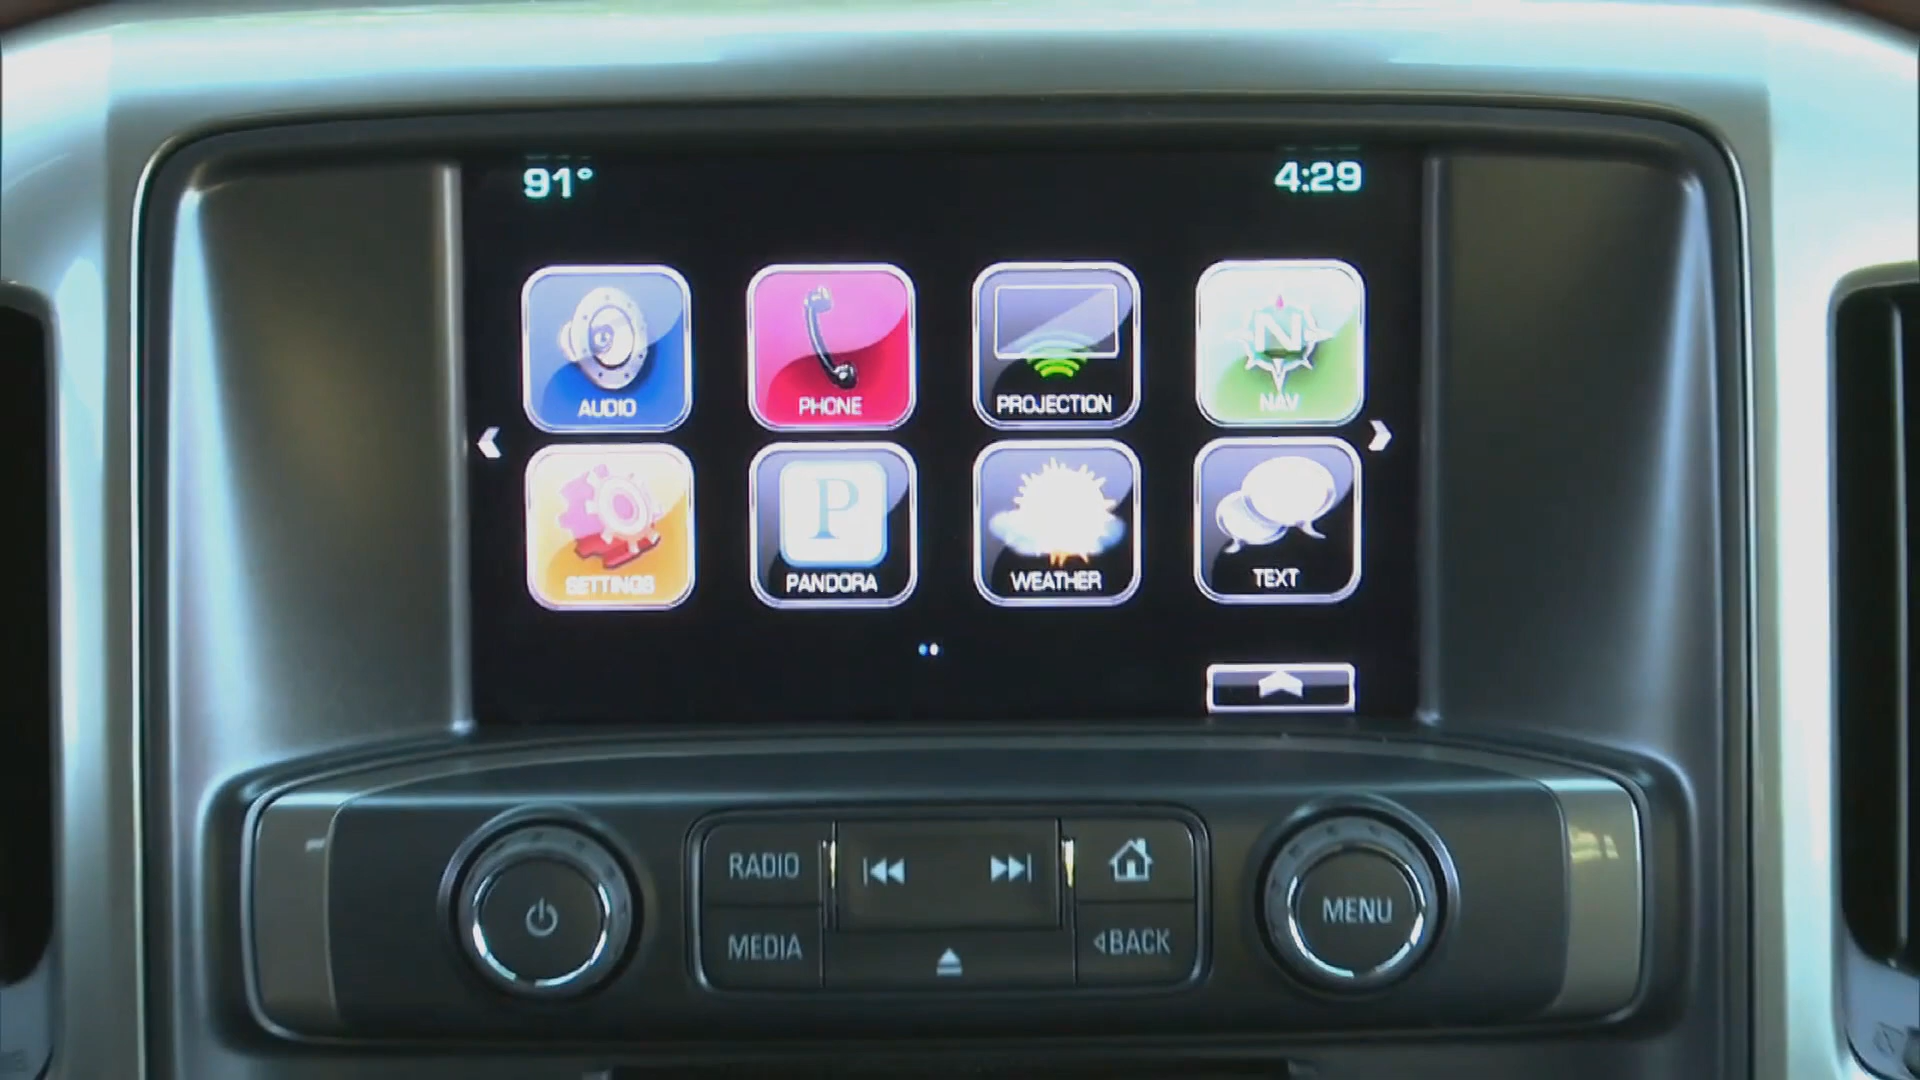 91° 4:29
AUDIO PHONE PROJECTION NAV
SETTINGS PANDORA WEATHER TEXT
RADIO
MENU
MEDIA
BACK